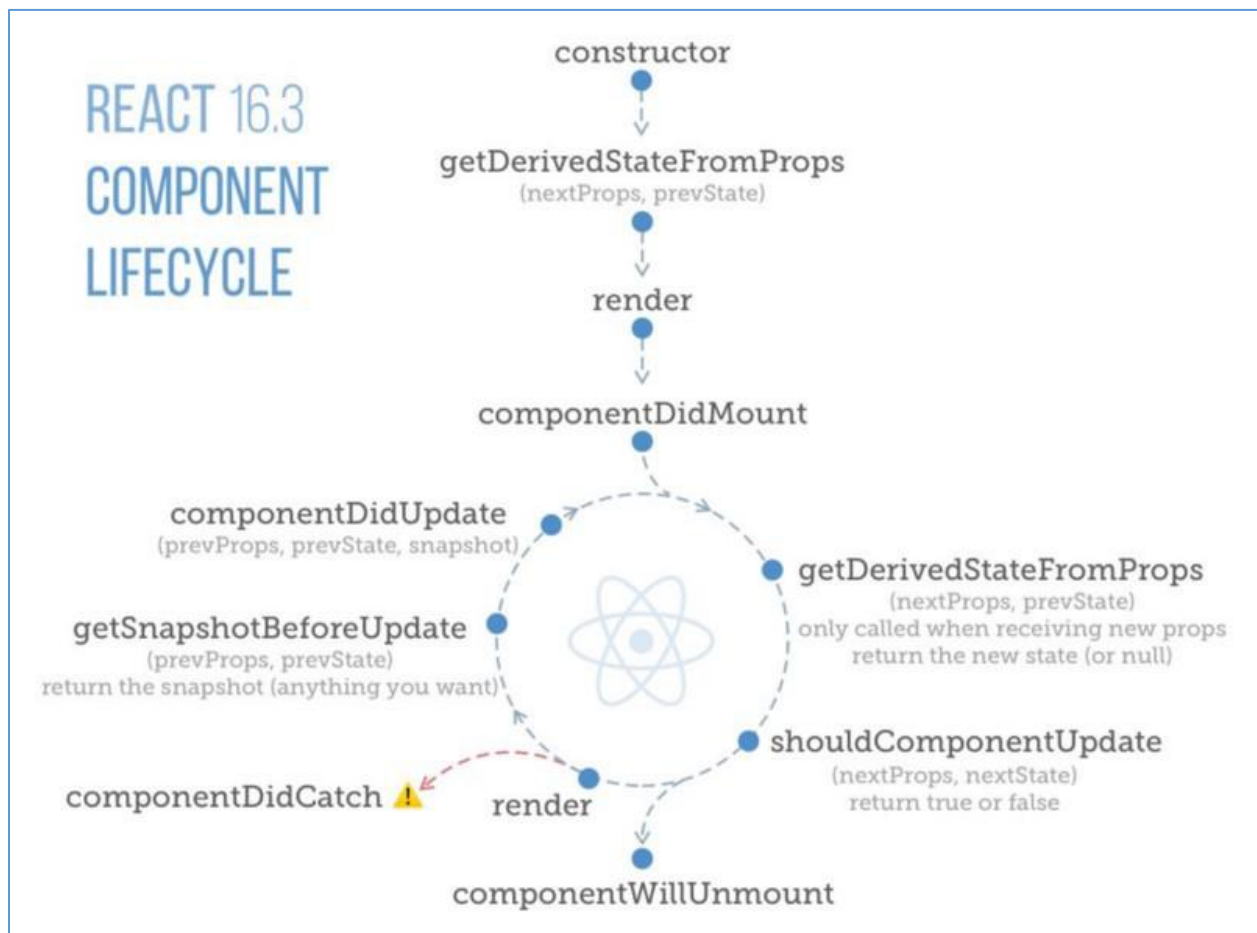 REACT 16.3
COMPONENT
LIFECYCLE
constructor
getDerivedStateFromProps
(nextProps, prevState)
render
componentDidMount
componentDidUpdate
(prevProps, prevState, snapshot)
getDerivedStateFromProps
(nextProps, prevState)
only called when receiving new props
return the new state (or null)
getSnapshotBeforeUpdate
(prevProps, prevState)
return the snapshot (anything you want)
shouldComponentUpdate
(nextProps, nextState)
return true or false
componentDidCatch
render
componentWillUnmount